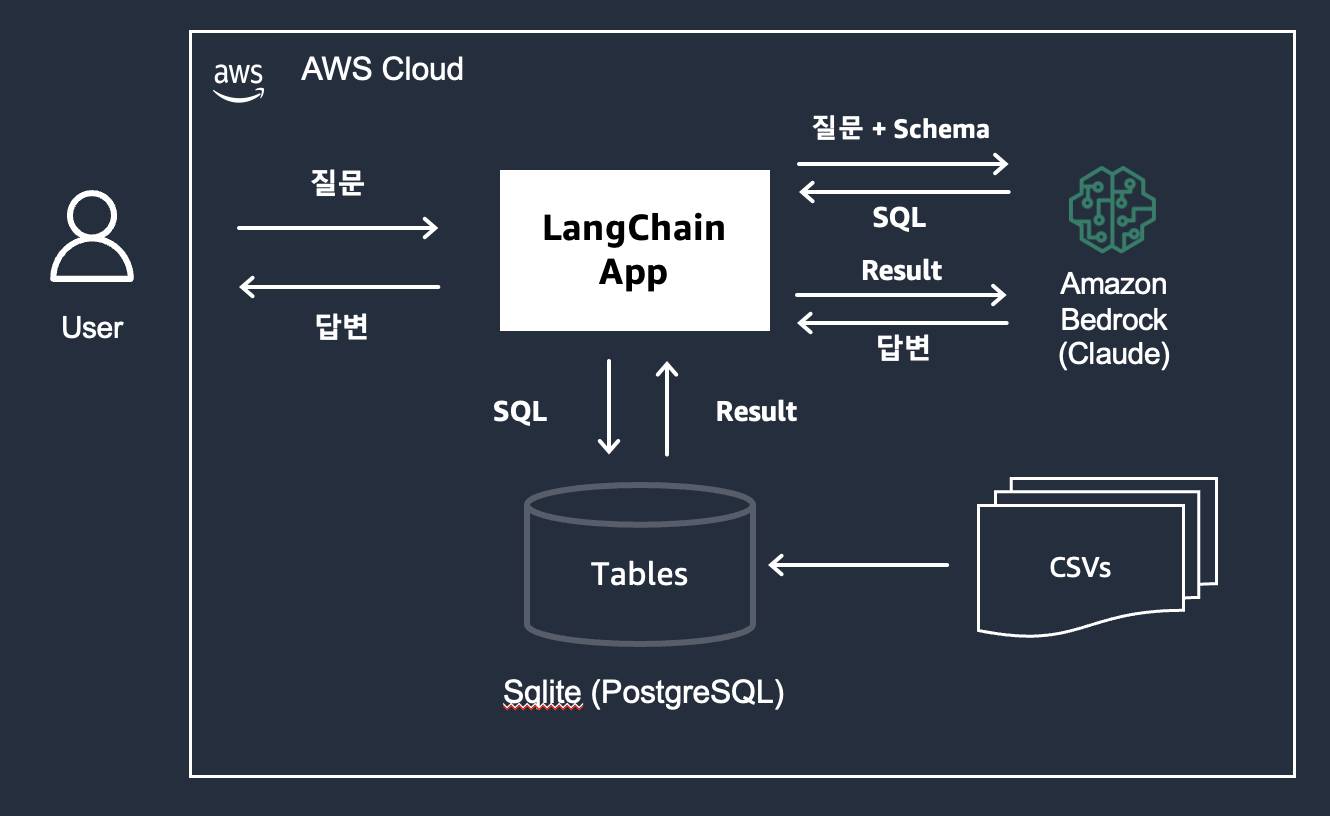 aws
AWS Cloud
질문 + Schema
질문
SQL
LangChain
App
Result
Amazon
Bedrock
(Claude)
User
답변
답변
SQL
Result
Tables
CSVs
Sqlite (PostgreSQL)